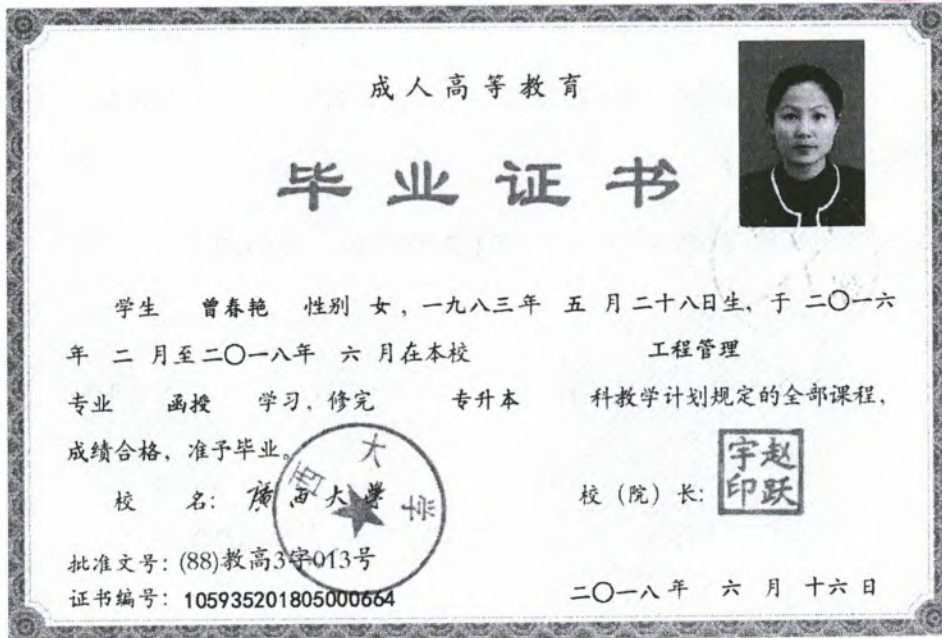 成人高等教育
毕业证书
学生 曾春艳 性别 女，一九八三年 五 月二十八日生，于 二〇一六
年 二 月至二〇一八年 六 月在本校 工程管理
专业 函授 学习，修完 专升本 科教学计划规定的全部课程，
成绩合格，准予毕业。
校 名：廣西大學
西大学
校（院）长：
赵跃宇印
批准文号：(88)教高3字013号
证书编号：105935201805000664
二〇一八年 六 月 十六 日